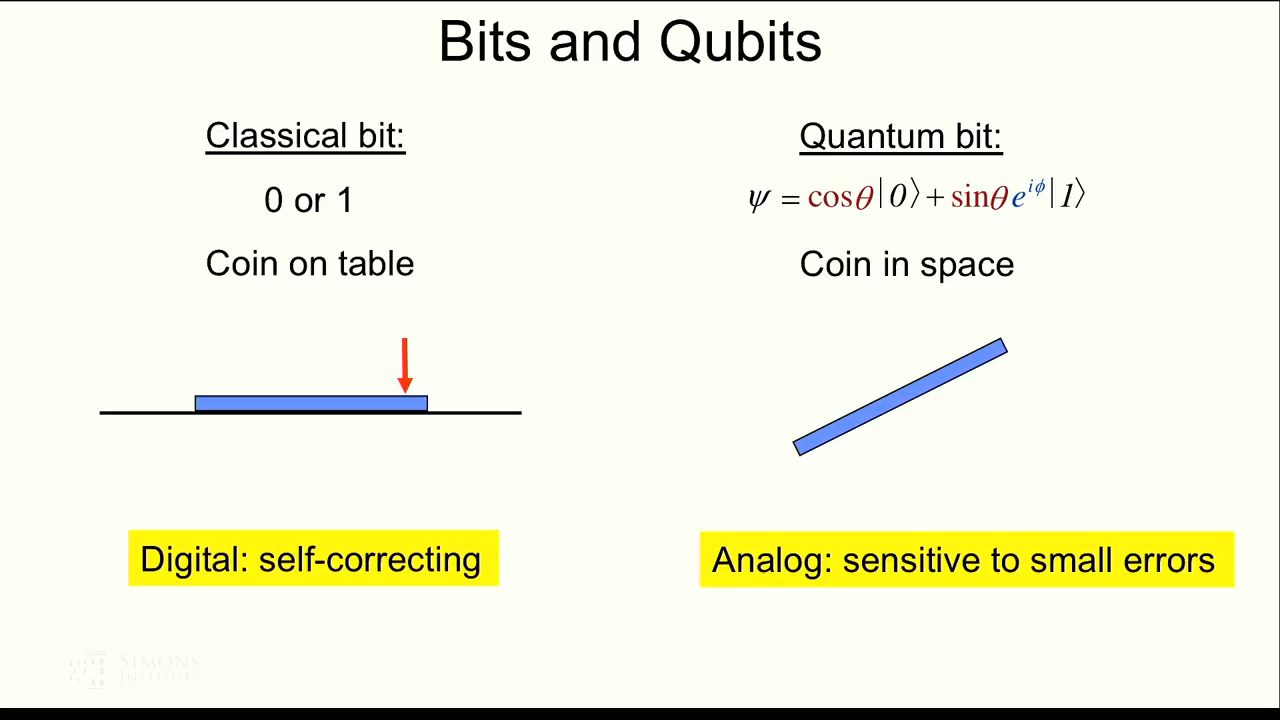 Bits and Qubits
Classical bit:
0 or 1
Coin on table
Digital: self-correcting
Quantum bit:
ψ = cosθ|0⟩ + sinθ e^{iϕ}|1⟩
Coin in space
Analog: sensitive to small errors
SIMONS
INSTITUTE